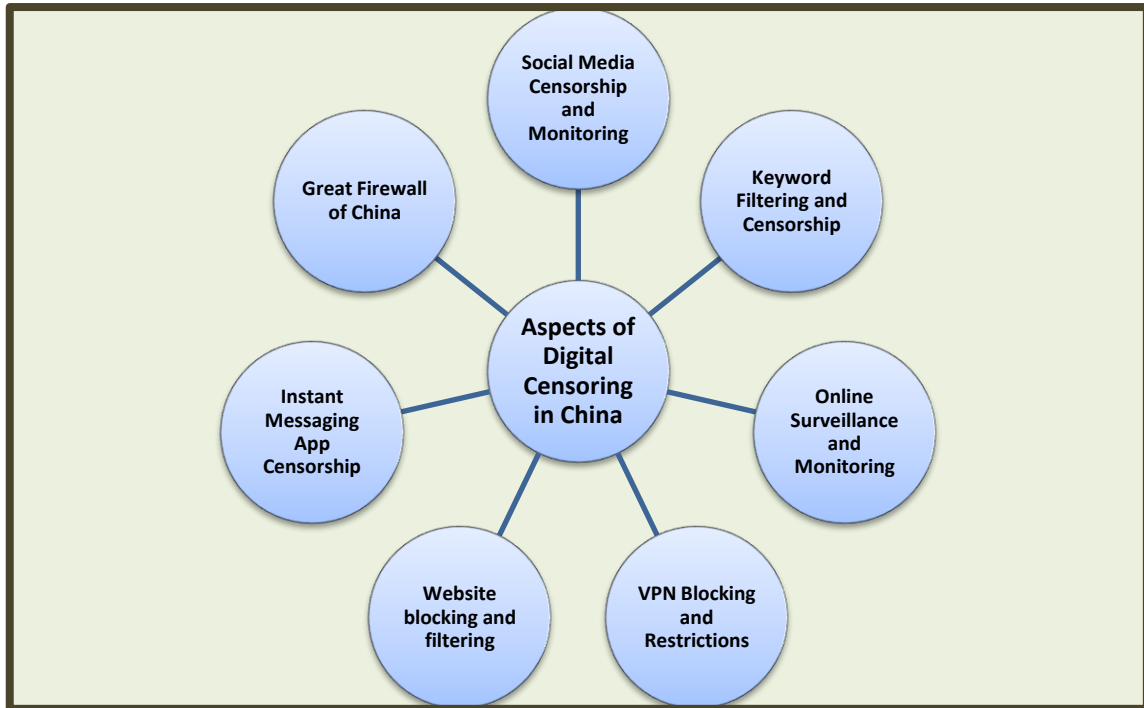 Social Media
Censorship
and
Monitoring
Keyword
Filtering and
Censorship
Online
Surveillance
and
Monitoring
VPN Blocking
and
Restrictions
Website
blocking and
filtering
Instant
Messaging
App
Censorship
Great Firewall
of China
Aspects of
Digital
Censoring
in China